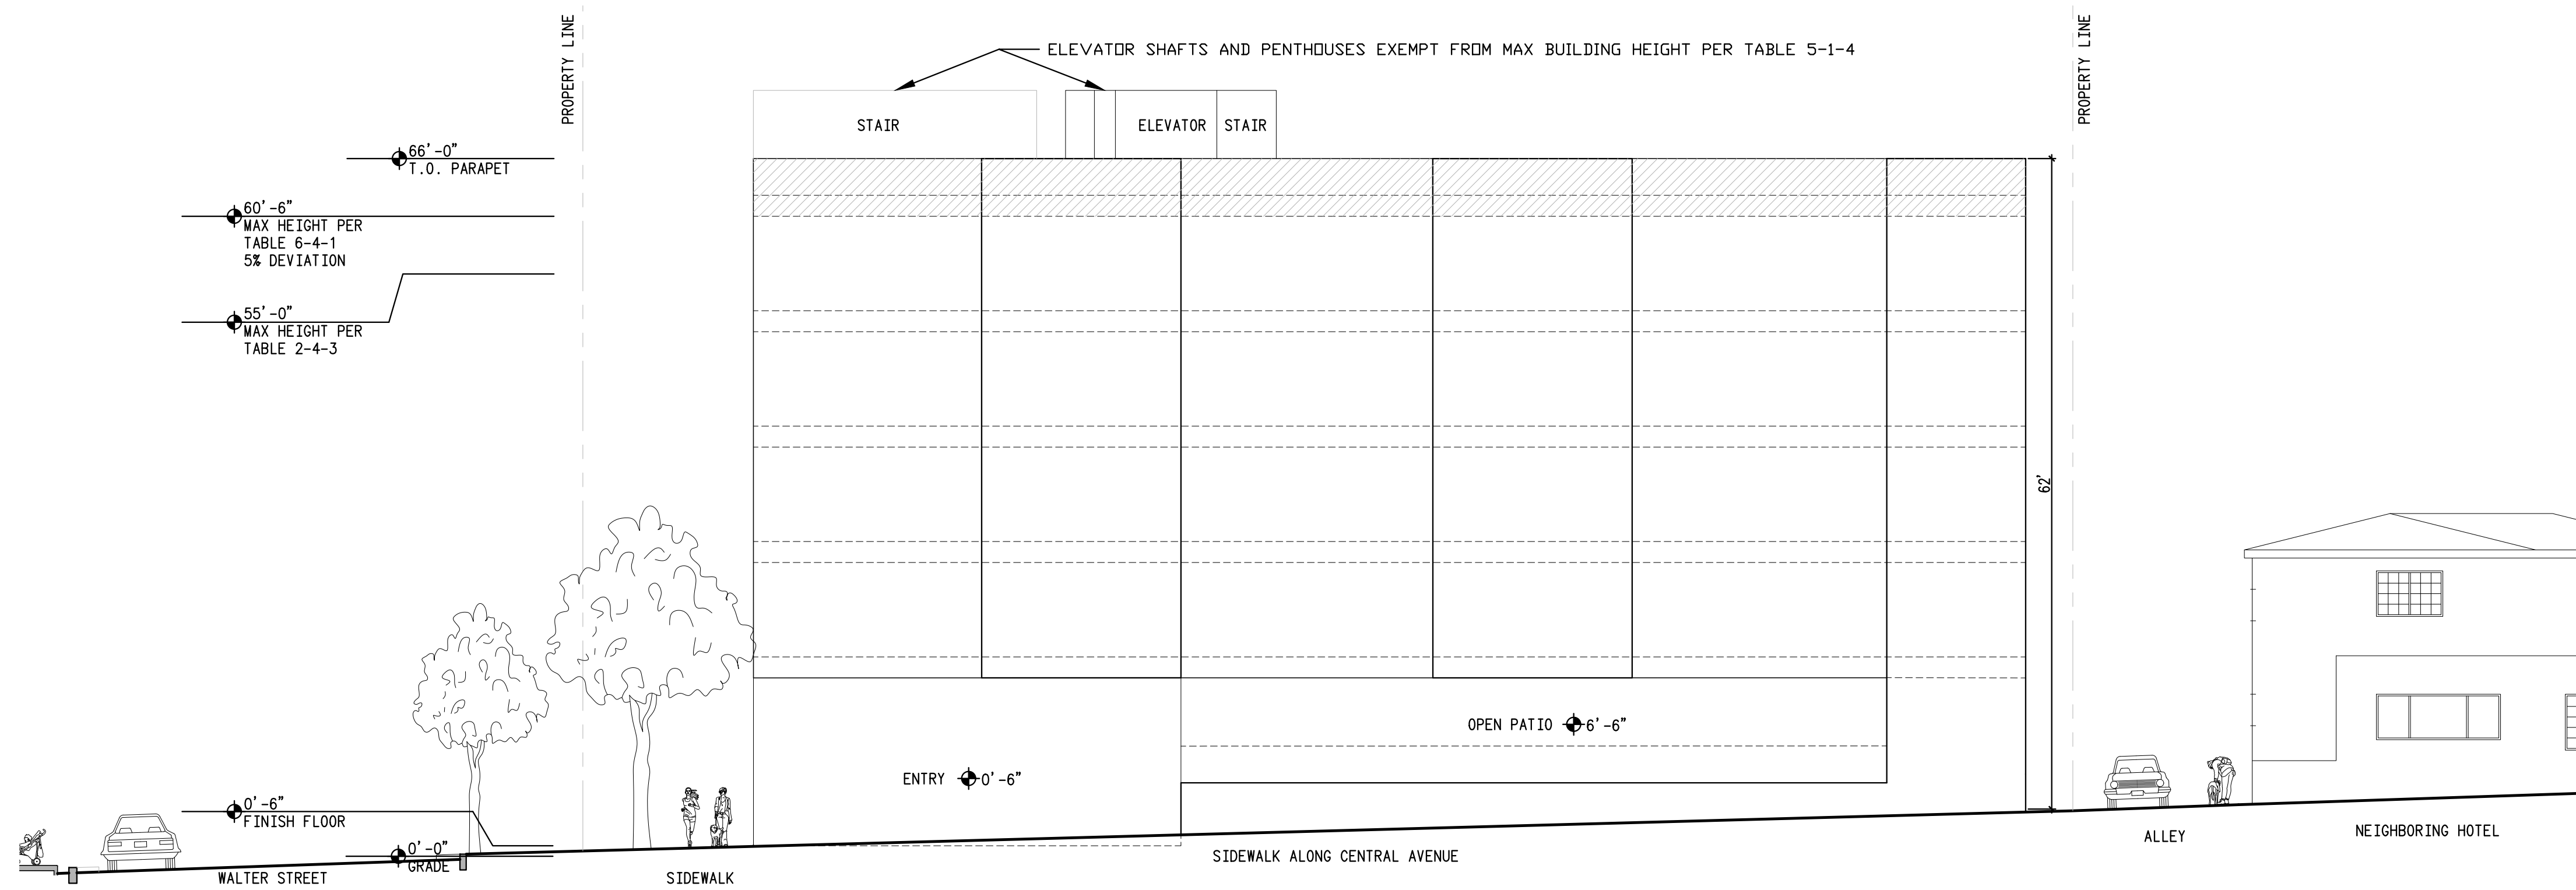 PROPERTY LINE
PROPERTY LINE
ELEVATOR SHAFTS AND PENTHOUSES EXEMPT FROM MAX BUILDING HEIGHT PER TABLE 5-1-4
STAIR
ELEVATOR
STAIR
66'-0"
T.O. PARAPET
60'-6"
MAX HEIGHT PER
TABLE 6-4-1
5% DEVIATION
55'-0"
MAX HEIGHT PER
TABLE 2-4-3
62'
OPEN PATIO 6'-6"
ENTRY 0'-6"
0'-6"
FINISH FLOOR
0'-0"
GRADE
WALTER STREET
SIDEWALK
SIDEWALK ALONG CENTRAL AVENUE
ALLEY
NEIGHBORING HOTEL